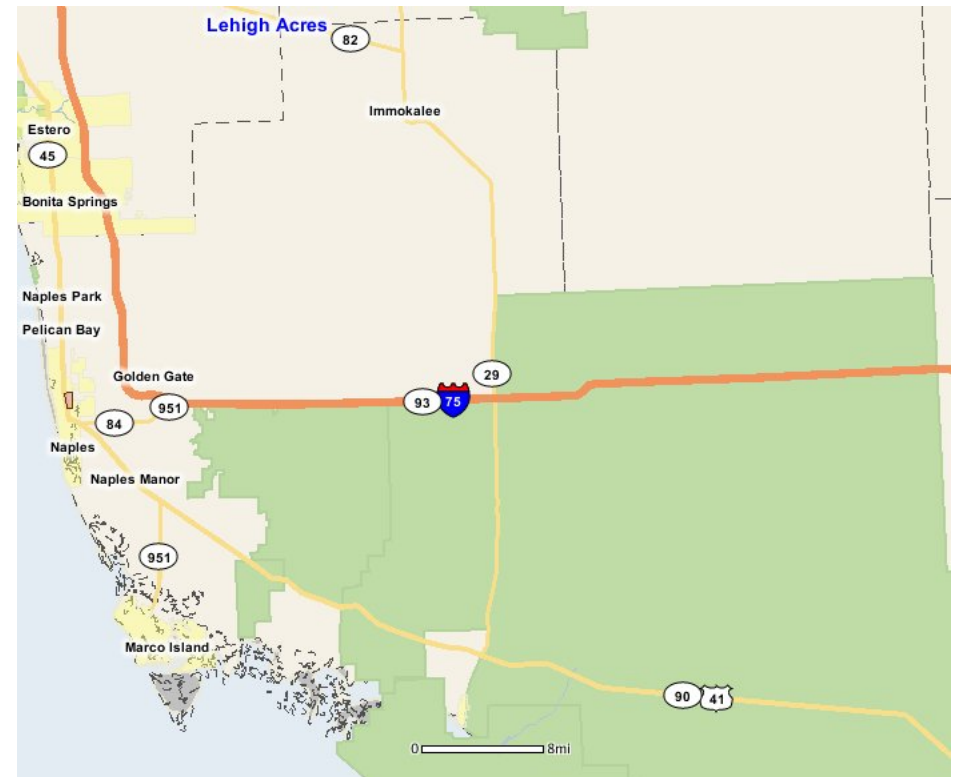 Lehigh Acres
82
Immokalee
Estero
45
Bonita Springs
Naples Park
Pelican Bay
Golden Gate
29
93
75
951
84
Naples
Naples Manor
951
Marco Island
90
41
0
8mi